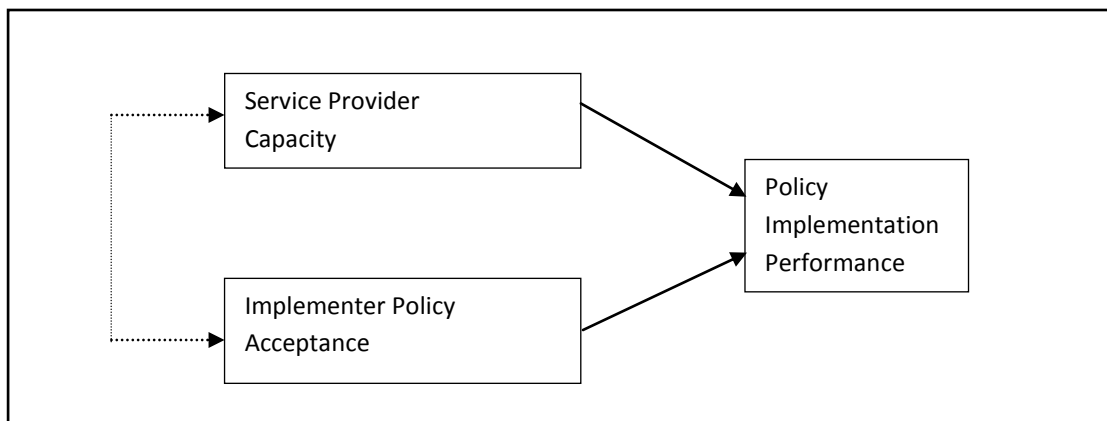 Service Provider
Capacity
Policy
Implementation
Performance
Implementer Policy
Acceptance